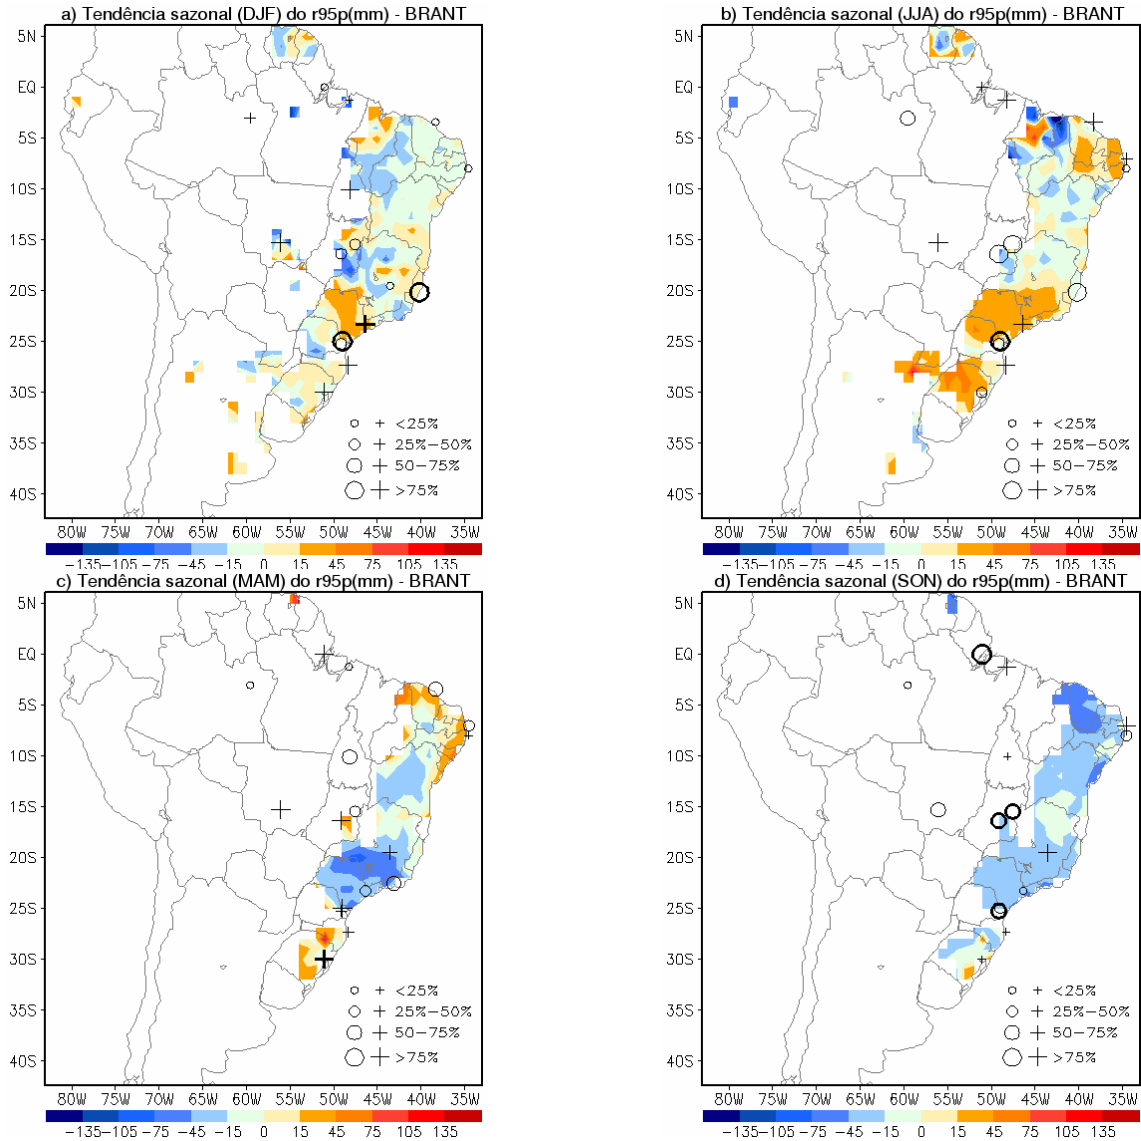 a) Tendência sazonal (DJF) do r95p(mm) - BRANT
5N
EQ
5S
10S
15S
20S
25S
30S
35S
40S
<25%
25%-50%
50-75%
>75%
80W 75W 70W 65W 60W 55W 50W 45W 40W 35W
-135 -105 -75 -45 -15 0 15 45 75 105 135
b) Tendência sazonal (JJA) do r95p(mm) - BRANT
5N
EQ
5S
10S
15S
20S
25S
30S
35S
40S
<25%
25%-50%
50-75%
>75%
80W 75W 70W 65W 60W 55W 50W 45W 40W 35W
-135 -105 -75 -45 -15 0 15 45 75 105 135
c) Tendência sazonal (MAM) do r95p(mm) - BRANT
5N
EQ
5S
10S
15S
20S
25S
30S
35S
40S
<25%
25%-50%
50-75%
>75%
80W 75W 70W 65W 60W 55W 50W 45W 40W 35W
-135 -105 -75 -45 -15 0 15 45 75 105 135
d) Tendência sazonal (SON) do r95p(mm) - BRANT
5N
EQ
5S
10S
15S
20S
25S
30S
35S
40S
<25%
25%-50%
50-75%
>75%
80W 75W 70W 65W 60W 55W 50W 45W 40W 35W
-135 -105 -75 -45 -15 0 15 45 75 105 135